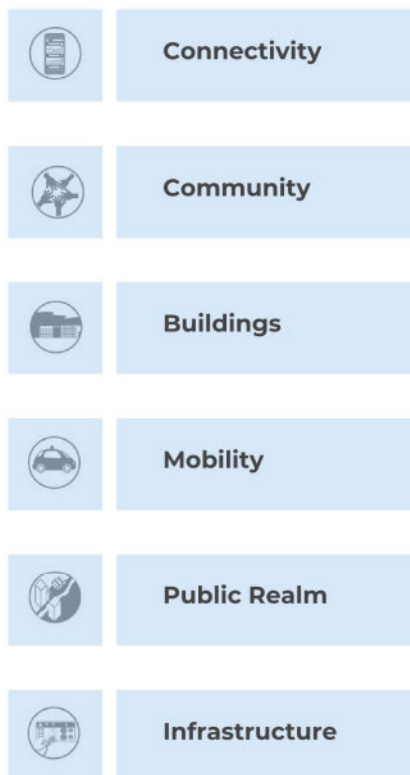 Connectivity
Community
Buildings
Mobility
Public Realm
Infrastructure